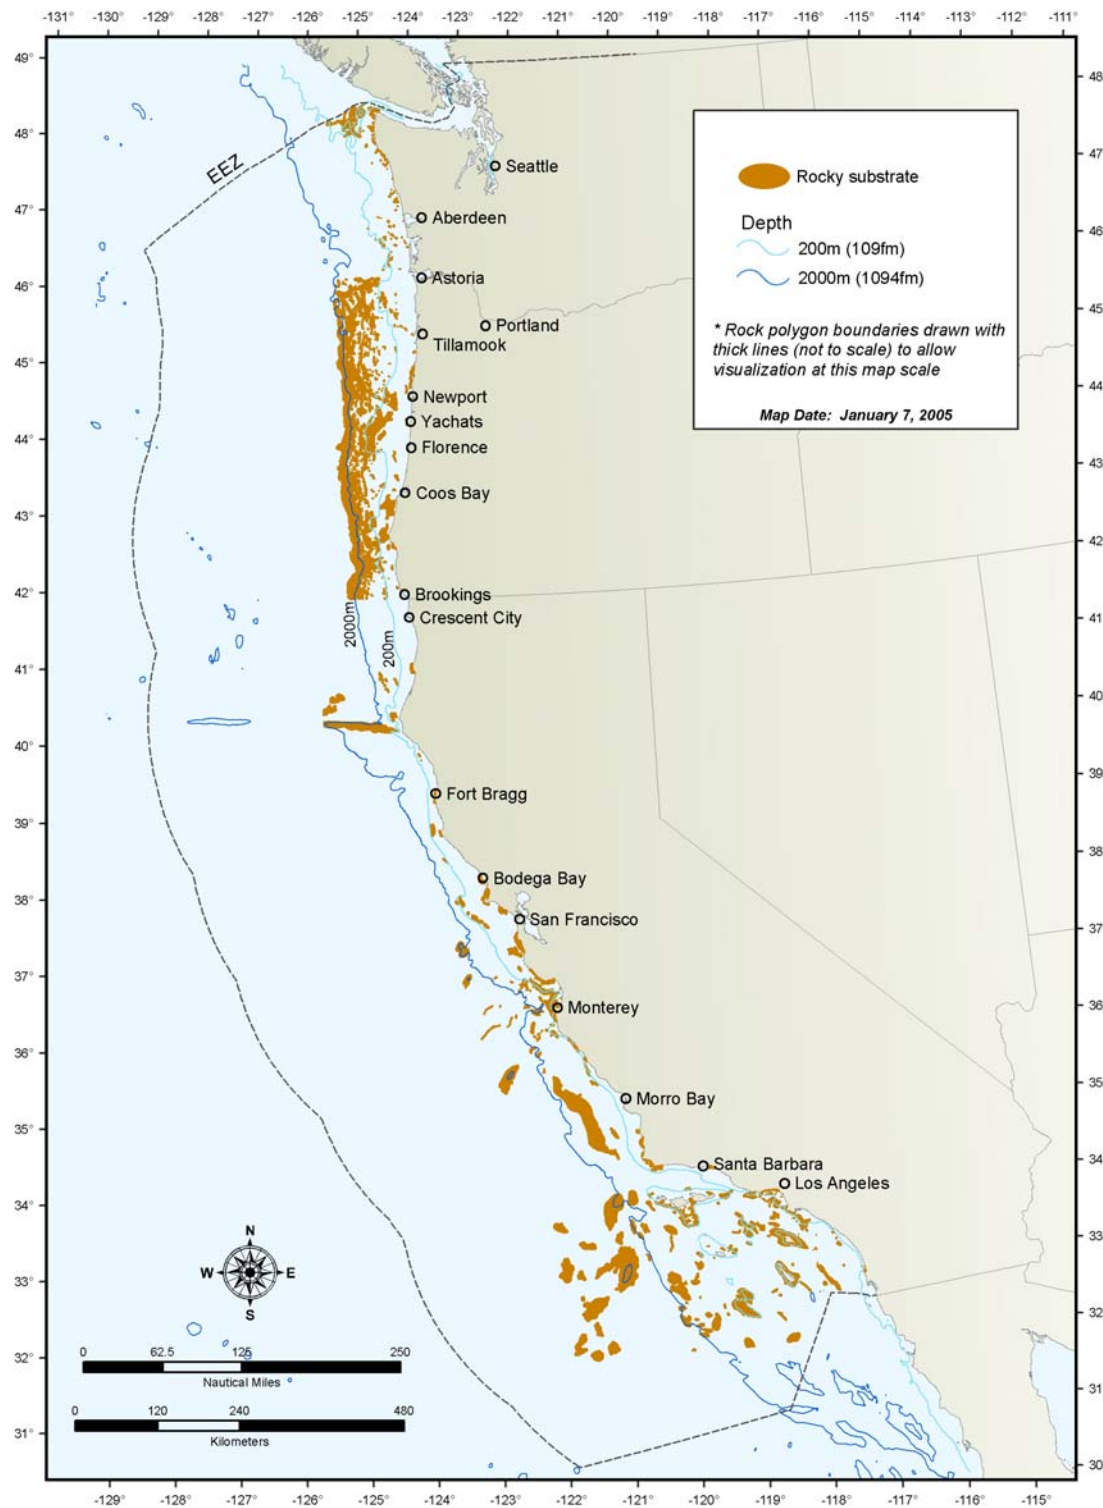 -131° -130° -129° -128° -127° -126° -125° -124° -123° -122° -121° -120° -119° -118° -117° -116° -115° -114° -113° -112° -111°
49°
48°
48°
47°
EEZ
Seattle
47°
46°
Aberdeen
46°
45°
Astoria
Portland
Tillamook
45°
44°
Newport
Yachats
44°
43°
Florence
Coos Bay
43°
42°
42°
41°
Brookings
Crescent City
2000m
200m
41°
40°
40°
39°
Fort Bragg
39°
38°
Bodega Bay
38°
37°
San Francisco
37°
36°
Monterey
36°
35°
Morro Bay
35°
34°
Santa Barbara
Los Angeles
34°
33°
33°
32°
32°
31°
31°
30°
Rocky substrate
Depth
200m (109fm)
2000m (1094fm)
* Rock polygon boundaries drawn with
thick lines (not to scale) to allow
visualization at this map scale
Map Date: January 7, 2005
N
W E
S
0 62.5 125 250
Nautical Miles
0 120 240 480
Kilometers
-129° -128° -127° -126° -125° -124° -123° -122° -121° -120° -119° -118° -117° -116° -115°